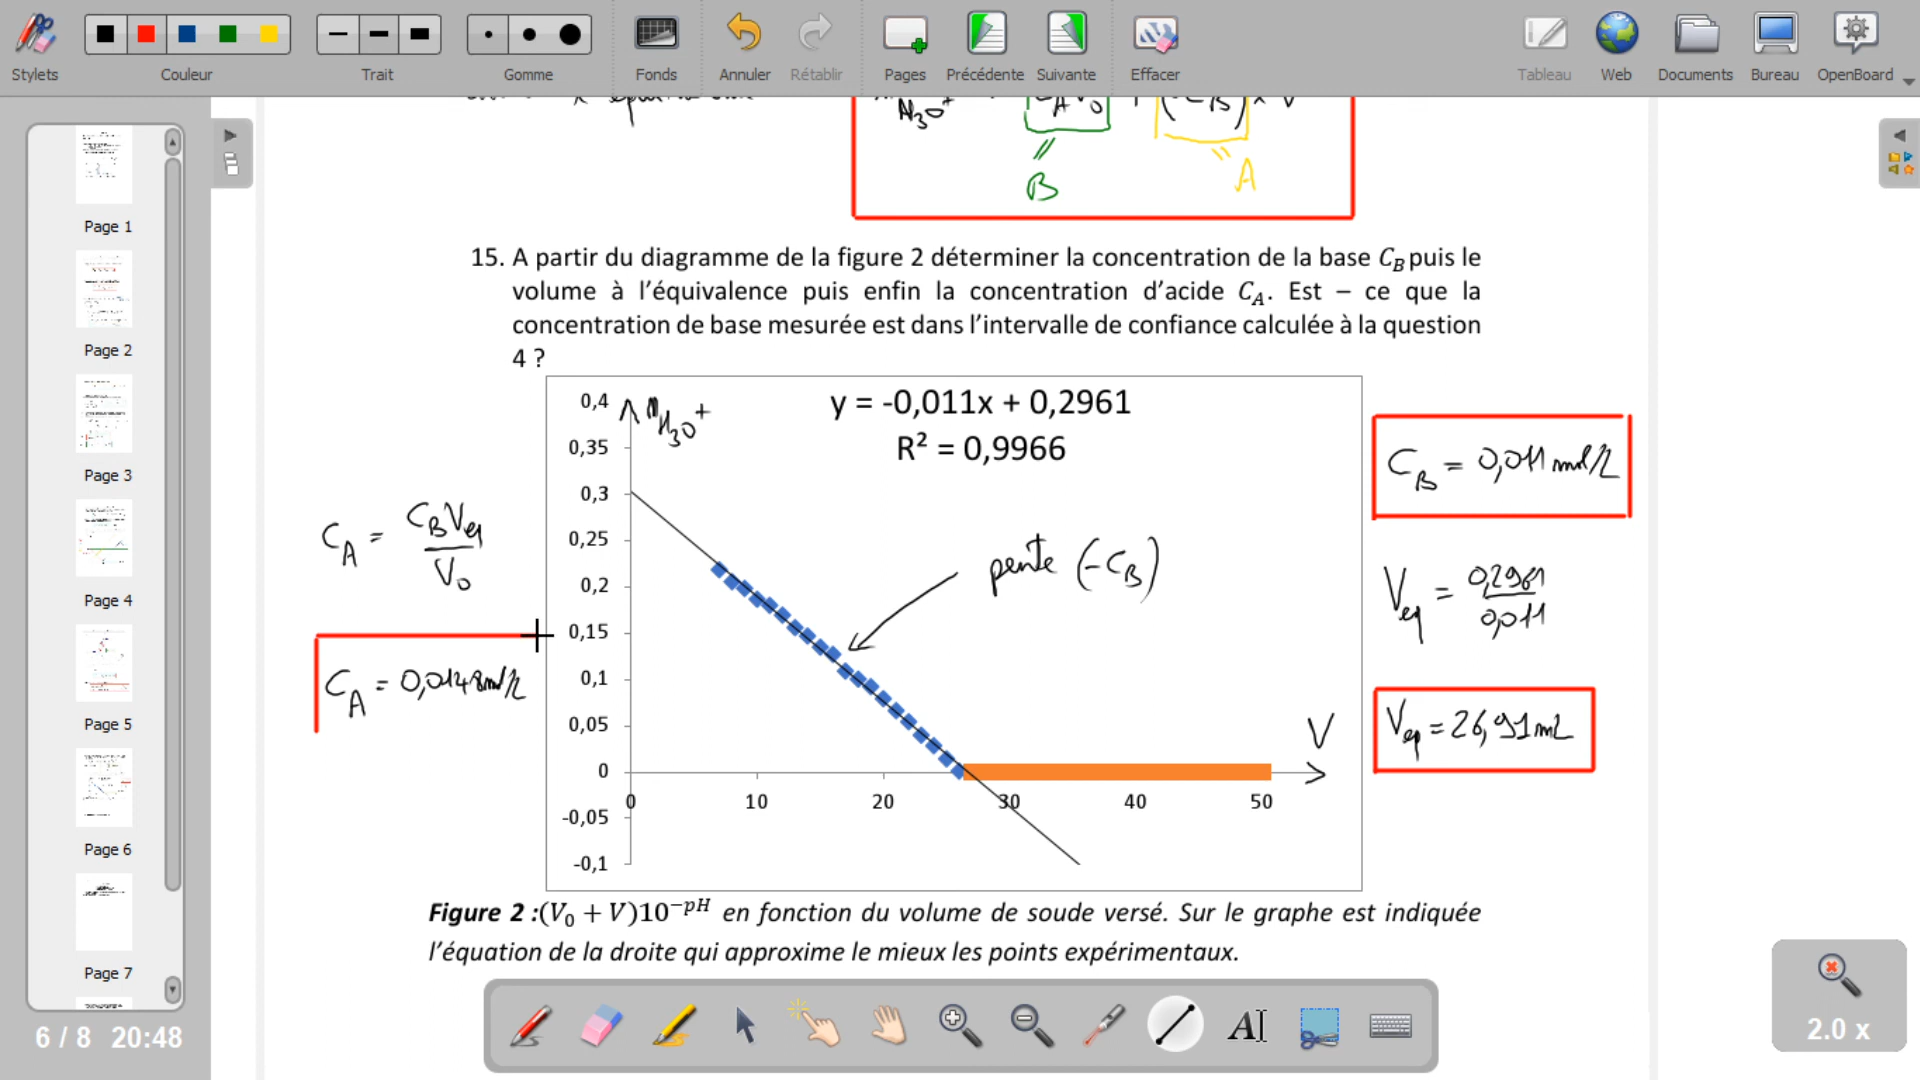 Stylets
Couleur
Trait
Gomme
Fonds
Annuler
Rétablir
Pages
Précédente
Suivante
Effacer
Tableau
Web
Documents
Bureau
OpenBoard
Page 1
Page 2
Page 3
Page 4
Page 5
Page 6
Page 7
6 / 8 20:48
B
A
15. A partir du diagramme de la figure 2 déterminer la concentration de la base C_B puis le
volume à l'équivalence puis enfin la concentration d'acide C_A. Est – ce que la
concentration de base mesurée est dans l'intervalle de confiance calculée à la question
4 ?
n_H3O+
y = -0,011x + 0,2961
R² = 0,9966
0,4
0,35
0,3
0,25
0,2
0,15
0,1
0,05
0
-0,05
-0,1
0 10 20 30 40 50
V
pente (-C_B)
C_A = C_B V_eq / V_0
C_A = 0,0148 mol/L
C_B = 0,011 mol/L
V_eq = 0,2961 / 0,011
V_eq = 26,91 mL
Figure 2 :(V_0 + V)10^-pH en fonction du volume de soude versé. Sur le graphe est indiquée
l'équation de la droite qui approxime le mieux les points expérimentaux.
2.0 x